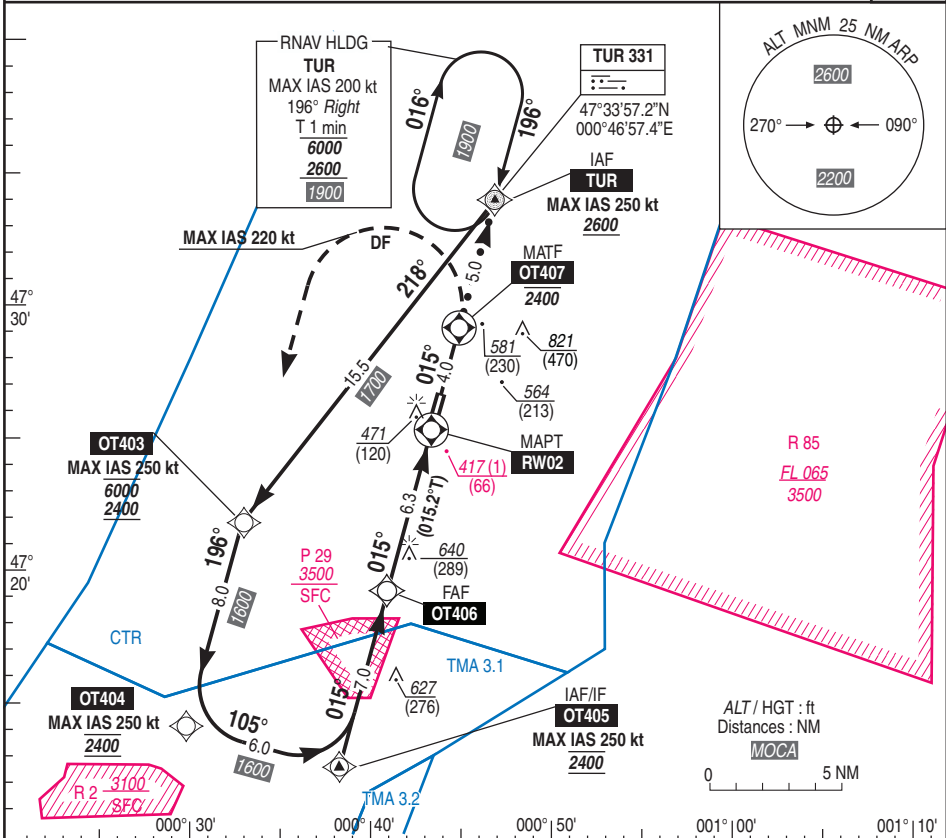 RNAV HLDG
TUR
MAX IAS 200 kt
196° Right
T 1 min
6000
2600
1900
016°
1900
196°
TUR 331
47°33'57.2"N
000°46'57.4"E
IAF
TUR
MAX IAS 250 kt
2600
ALT MNM 25 NM ARP
2600
270°
090°
2200
MAX IAS 220 kt
DF
218°
5.0
MATF
OT407
2400
47°
30'
15.5
1700
015°
4.0
581
(230)
821
(470)
564
(213)
471
(120)
MAPT
RW02
417 (1)
(66)
OT403
MAX IAS 250 kt
6000
2400
R 85
FL 065
3500
6.3
(015.2°T)
015°
196°
8.0
1600
47°
20'
P 29
3500
SFC
640
(289)
FAF
OT406
CTR
TMA 3.1
7.0
015°
627
(276)
OT404
MAX IAS 250 kt
2400
105°
6.0
1600
IAF/IF
OT405
MAX IAS 250 kt
2400
ALT / HGT : ft
Distances : NM
MOCA
0
5 NM
R 2
3100
SFC
TMA 3.2
000° 30'
000° 40'
000° 50'
001° 00'
001° 10'